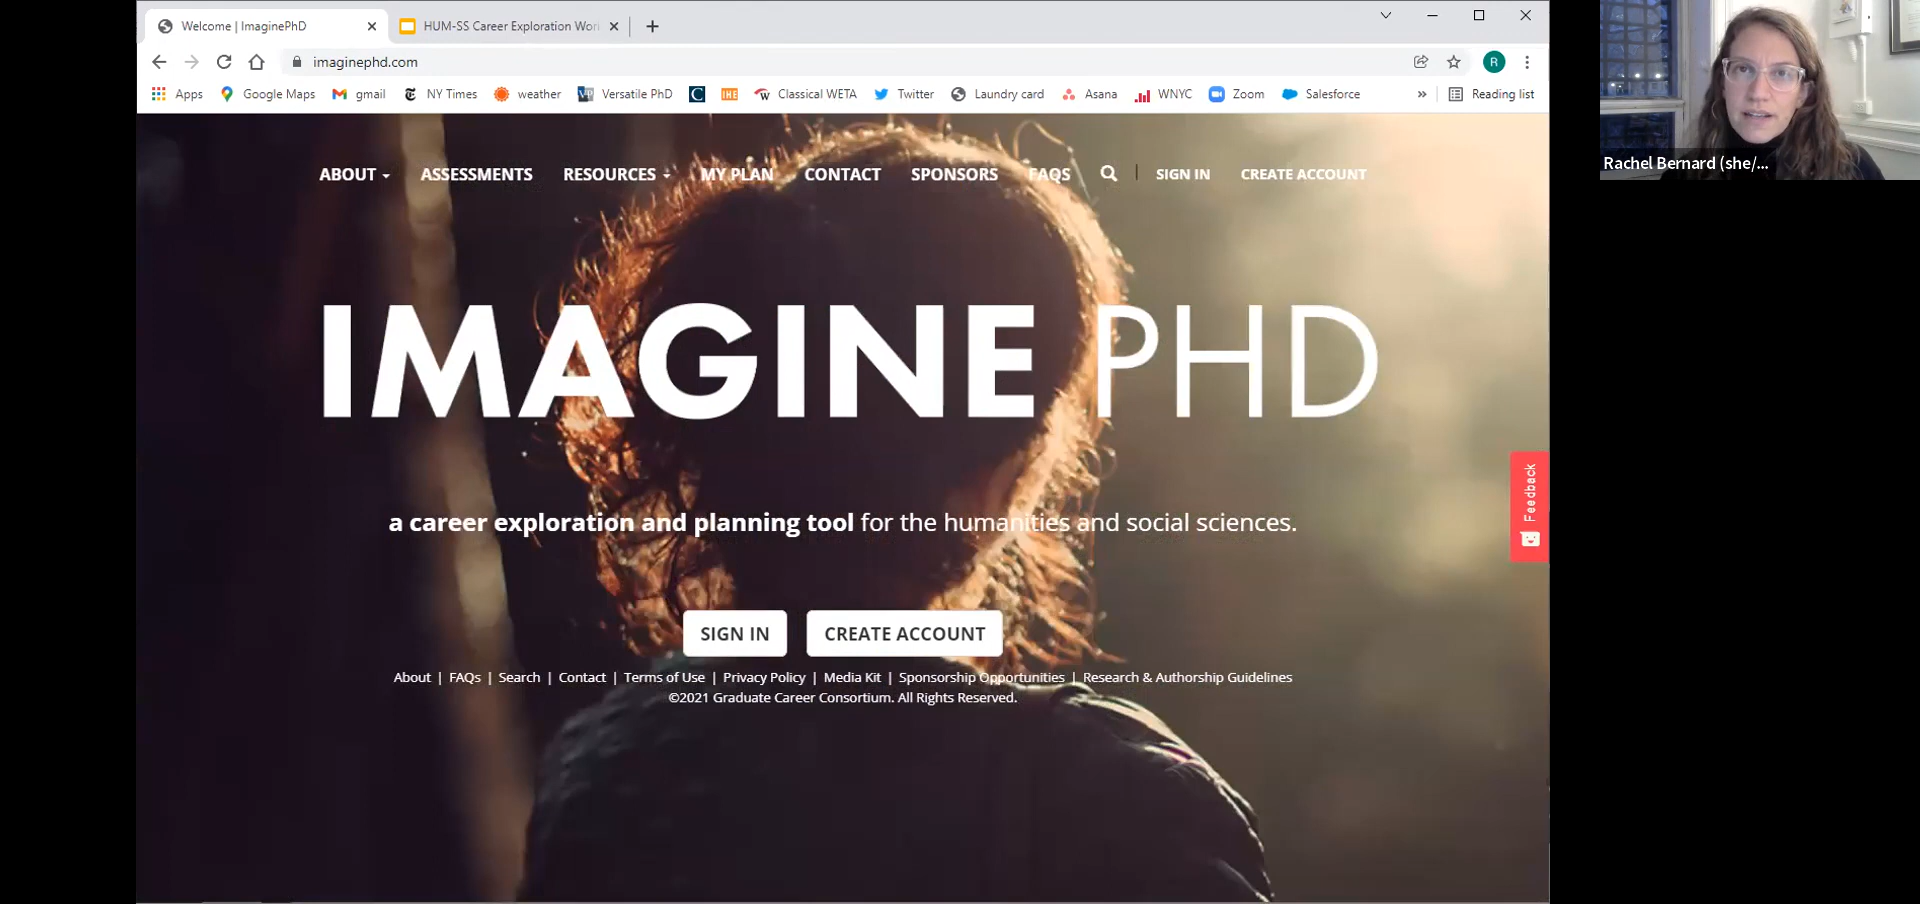 Welcome | ImaginePhD
HUM-SS Career Exploration Wor
imaginephd.com
Apps Google Maps gmail NY Times weather Versatile PhD C IHE Classical WETA Twitter Laundry card Asana WNYC Zoom Salesforce » Reading list
R
ABOUT ASSESSMENTS RESOURCES MY PLAN CONTACT SPONSORS FAQS | SIGN IN CREATE ACCOUNT
IMAGINE PHD
a career exploration and planning tool for the humanities and social sciences.
SIGN IN CREATE ACCOUNT
About | FAQs | Search | Contact | Terms of Use | Privacy Policy | Media Kit | Sponsorship Opportunities | Research & Authorship Guidelines
©2021 Graduate Career Consortium. All Rights Reserved.
Feedback
Rachel Bernard (she/...